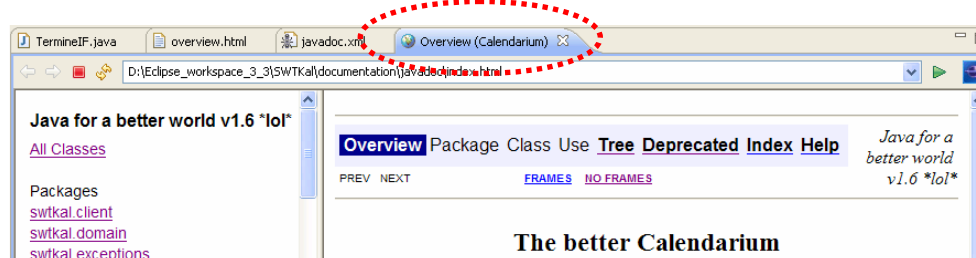 TermineIF.java overview.html javadoc.xml Overview (Calendarium)
D:\Eclipse_workspace_3_3\SWTKal\documentation\javadoc\index.html
Java for a better world v1.6 *lol*
All Classes
Packages
swtkal.client
swtkal.domain
swtkal.exceptions
Overview Package Class Use Tree Deprecated Index Help
PREV NEXT FRAMES NO FRAMES
Java for a
better world
v1.6 *lol*
The better Calendarium